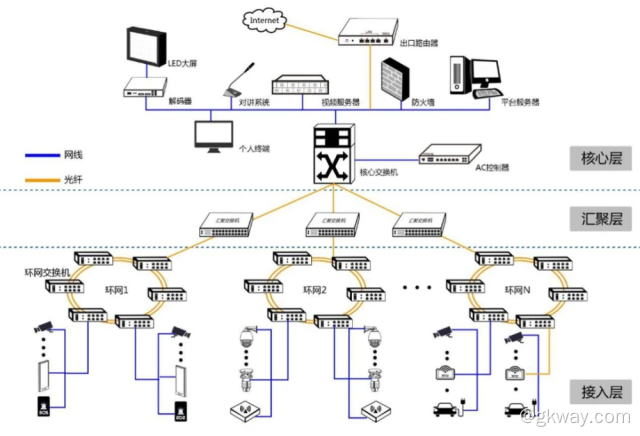 Internet
出口路由器
LED大屏
解码器
对讲系统
视频服务器
防火墙
平台服务器
个人终端
网线
光纤
核心交换机
AC控制器
核心层
汇聚交换机
汇聚交换机
汇聚交换机
汇聚层
环网交换机
环网1
环网2
环网N
SOS
SOS
接入层
@gkway.com